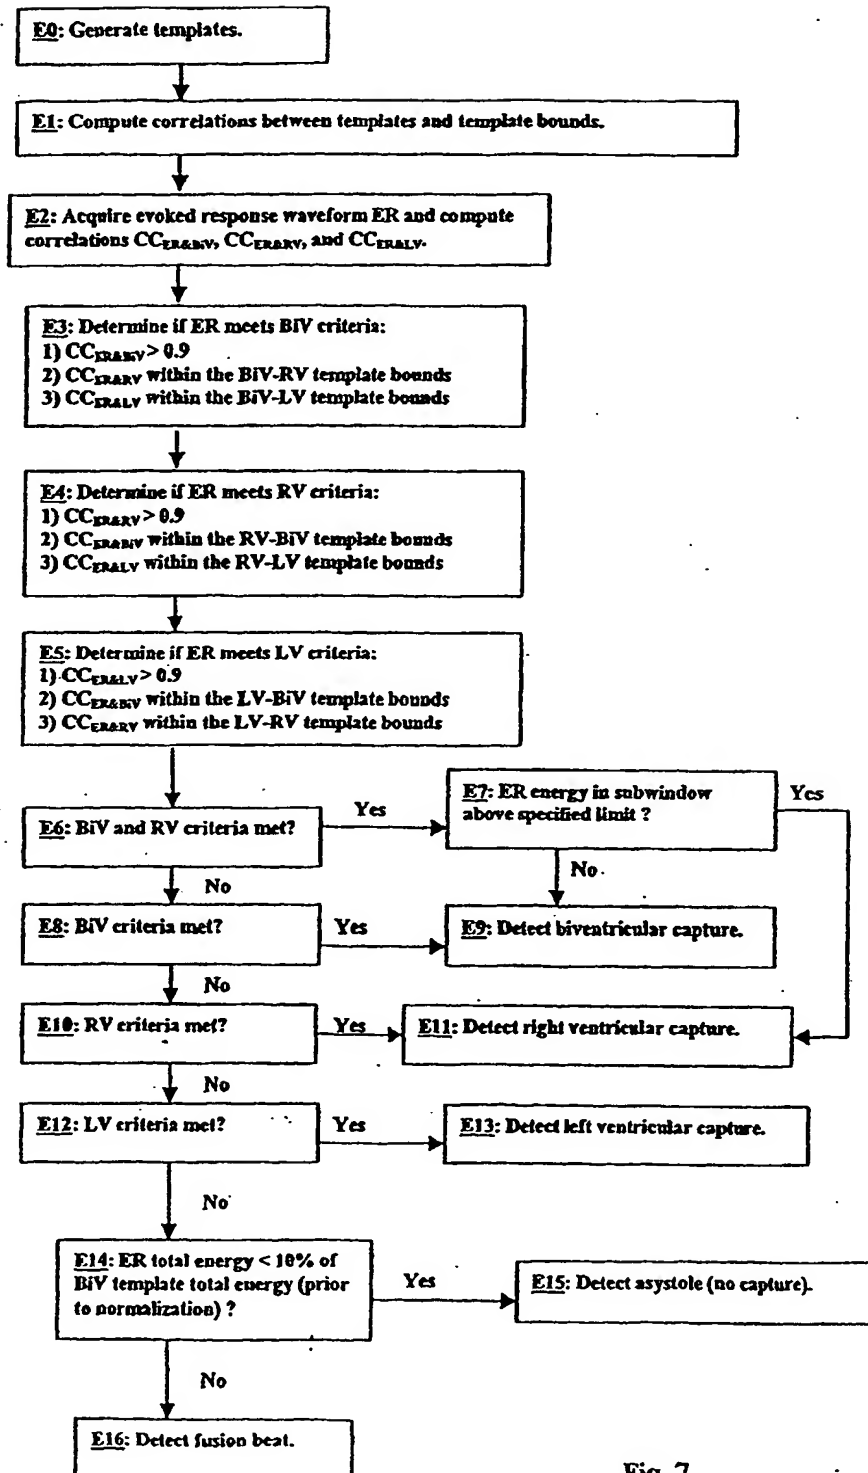 E0: Generate templates.
E1: Compute correlations between templates and template bounds.
E2: Acquire evoked response waveform ER and compute
correlations CCER&BiV, CCER&RV, and CCER&LV.
E3: Determine if ER meets BiV criteria:
1) CCER&BiV > 0.9
2) CCER&RV within the BiV-RV template bounds
3) CCER&LV within the BiV-LV template bounds
E4: Determine if ER meets RV criteria:
1) CCER&RV > 0.9
2) CCER&BiV within the RV-BiV template bounds
3) CCER&LV within the RV-LV template bounds
E5: Determine if ER meets LV criteria:
1) CCER&LV > 0.9
2) CCER&BiV within the LV-BiV template bounds
3) CCER&RV within the LV-RV template bounds
E6: BiV and RV criteria met?
Yes
E7: ER energy in subwindow
above specified limit ?
Yes
No
No
E8: BiV criteria met?
Yes
E9: Detect biventricular capture.
No
E10: RV criteria met?
Yes
E11: Detect right ventricular capture.
No
E12: LV criteria met?
Yes
E13: Detect left ventricular capture.
No
E14: ER total energy < 10% of
BiV template total energy (prior
to normalization) ?
Yes
E15: Detect asystole (no capture).
No
E16: Detect fusion beat.
Fig. 7